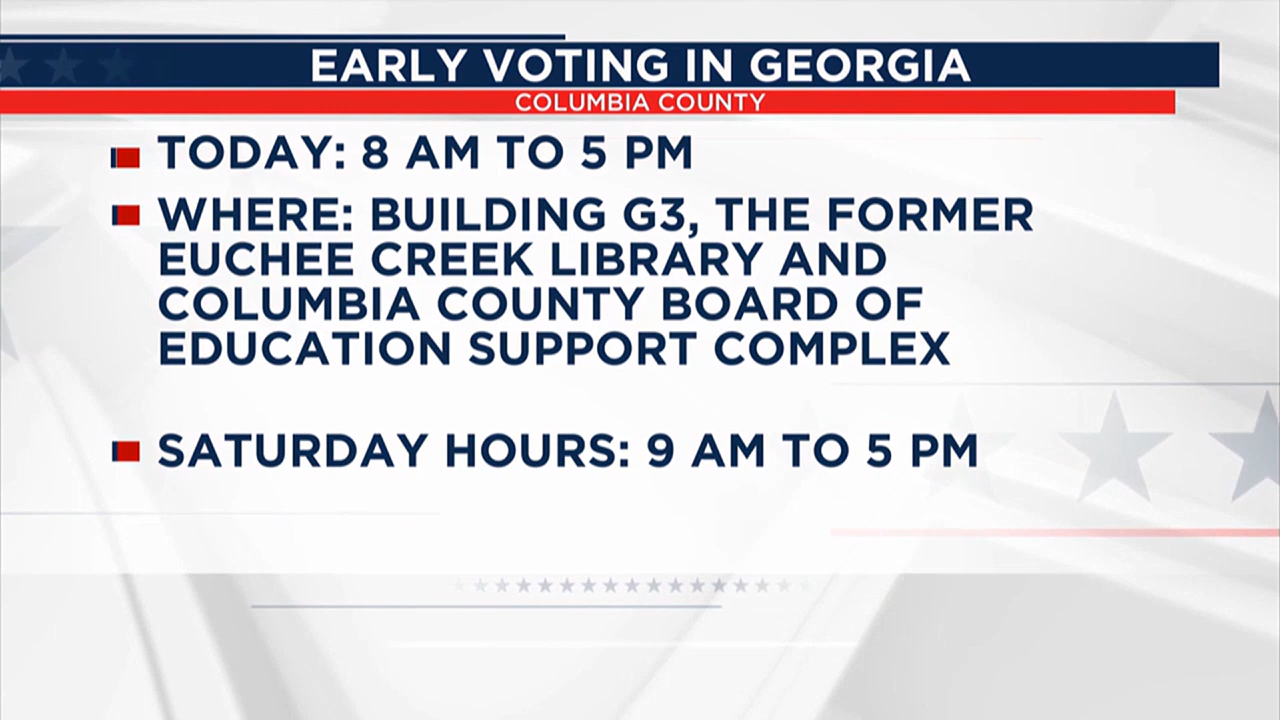 EARLY VOTING IN GEORGIA
COLUMBIA COUNTY
TODAY: 8 AM TO 5 PM
WHERE: BUILDING G3, THE FORMER
EUCHEE CREEK LIBRARY AND
COLUMBIA COUNTY BOARD OF
EDUCATION SUPPORT COMPLEX
SATURDAY HOURS: 9 AM TO 5 PM